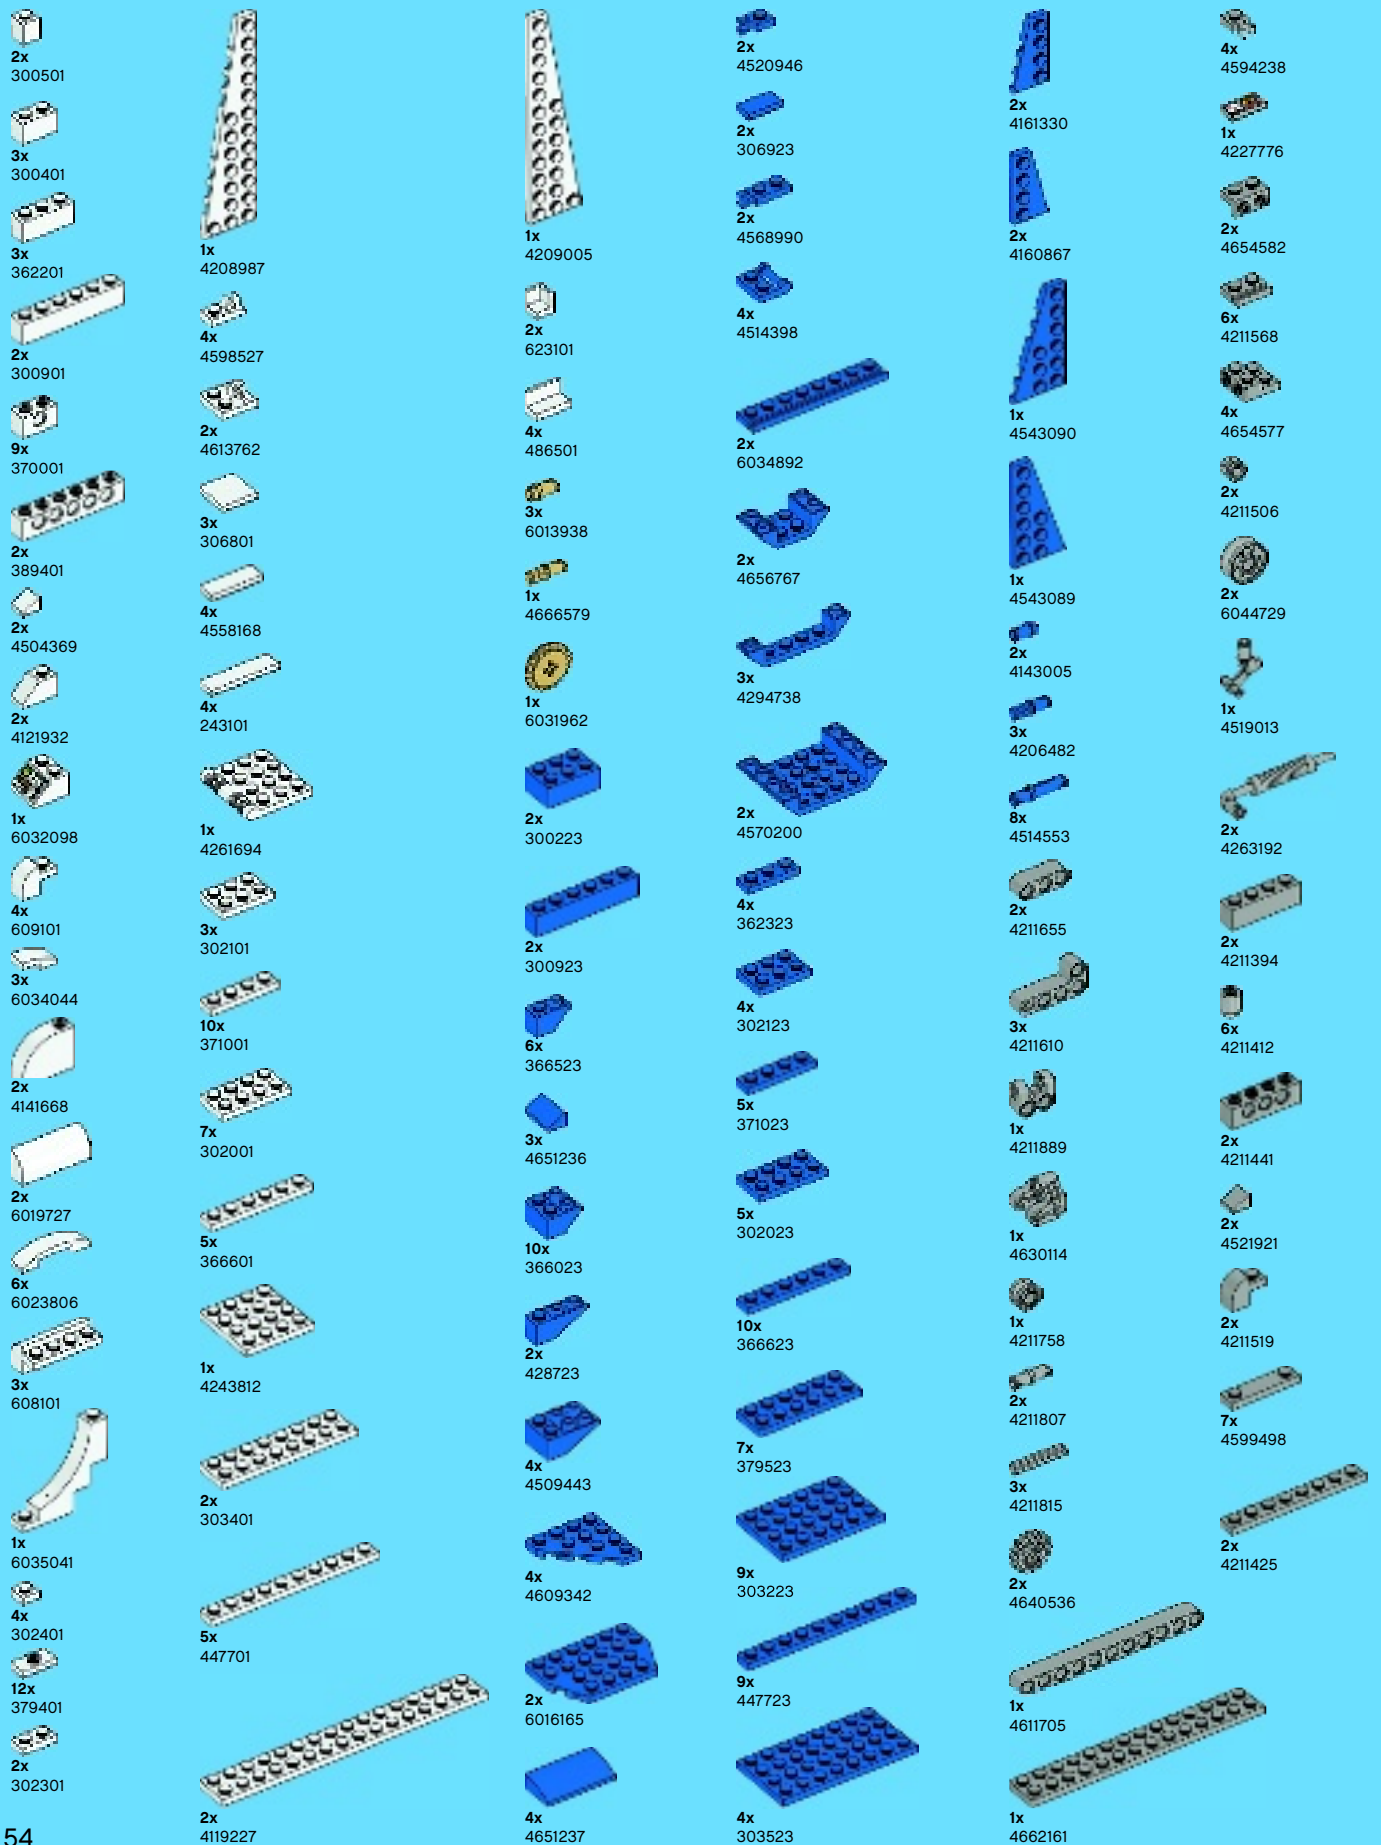 2x
300501
3x
300401
3x
362201
2x
300901
9x
370001
2x
389401
2x
4504369
2x
4121932
1x
6032098
4x
609101
3x
6034044
2x
4141668
2x
6019727
6x
6023806
3x
608101
1x
6035041
4x
302401
12x
379401
2x
302301
1x
4208987
4x
4598527
2x
4613762
3x
306801
4x
4558168
4x
243101
1x
4261694
3x
302101
10x
371001
7x
302001
5x
366601
1x
4243812
2x
303401
5x
447701
2x
4119227
1x
4209005
2x
623101
4x
486501
3x
6013938
1x
4666579
1x
6031962
2x
300223
2x
300923
6x
366523
3x
4651236
10x
366023
2x
428723
4x
4509443
4x
4609342
2x
6016165
4x
4651237
2x
4520946
2x
306923
2x
4568990
4x
4514398
2x
6034892
2x
4656767
3x
4294738
2x
4570200
4x
362323
4x
302123
5x
371023
5x
302023
10x
366623
7x
379523
9x
303223
9x
447723
4x
303523
2x
4161330
2x
4160867
1x
4543090
1x
4543089
2x
4143005
3x
4206482
8x
4514553
2x
4211655
3x
4211610
1x
4211889
1x
4630114
1x
4211758
2x
4211807
3x
4211815
2x
4640536
1x
4611705
1x
4662161
4x
4594238
1x
4227776
2x
4654582
6x
4211568
4x
4654577
2x
4211506
2x
6044729
1x
4519013
2x
4263192
2x
4211394
6x
4211412
2x
4211441
2x
4521921
2x
4211519
7x
4599498
2x
4211425
54